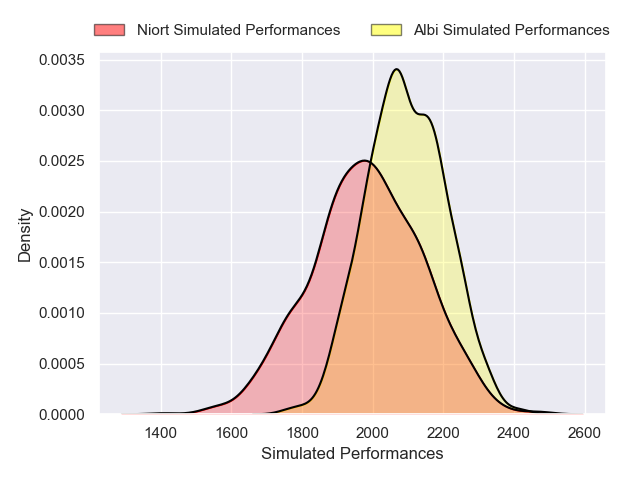 Niort Simulated Performances Albi Simulated Performances
0.0035
0.0030
0.0025
0.0020
0.0015
0.0010
0.0005
0.0000
Density
1400 1600 1800 2000 2200 2400 2600
Simulated Performances